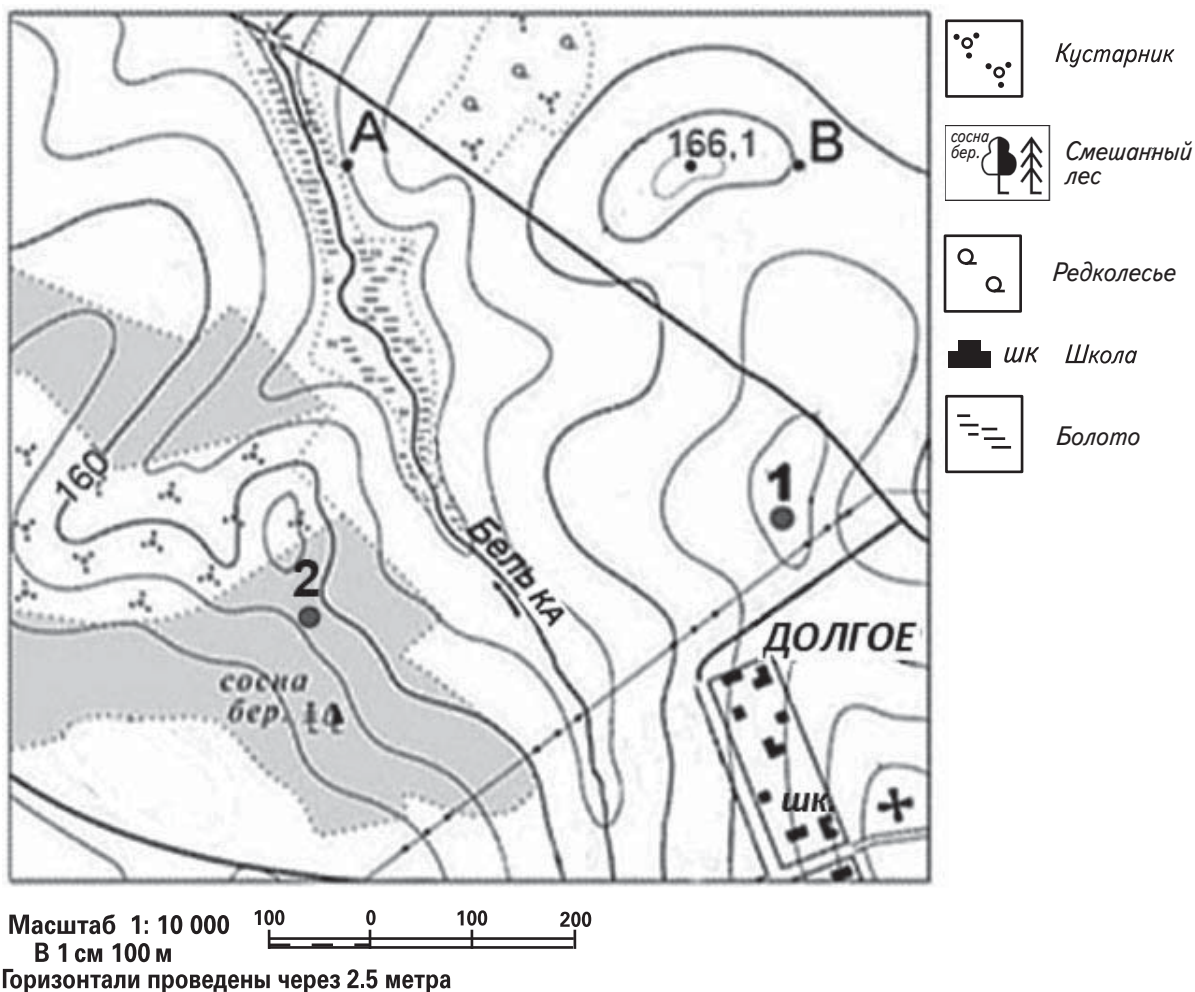 А
166,1
В
160
1
2
Белька
ДОЛГОЕ
сосна
бер.
шк.
Кустарник
сосна
бер.
Смешанный
лес
Редколесье
шк Школа
Болото
Масштаб 1: 10 000
В 1 см 100 м
100 0 100 200
Горизонтали проведены через 2.5 метра